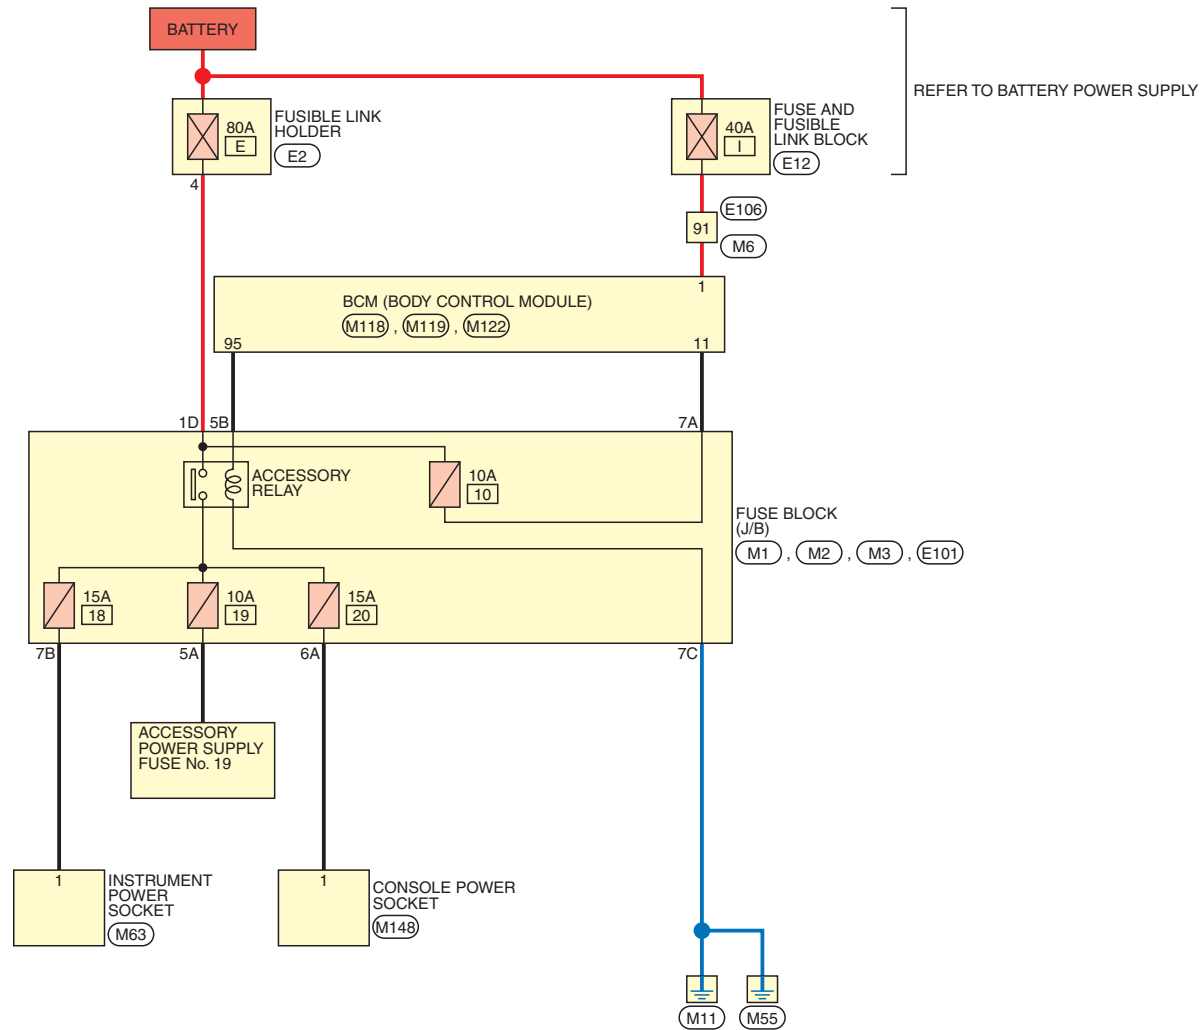 BATTERY
REFER TO BATTERY POWER SUPPLY
80A
E
FUSIBLE LINK
HOLDER
E2
4
40A
I
FUSE AND
FUSIBLE
LINK BLOCK
E12
91
E106
M6
1
BCM (BODY CONTROL MODULE)
M118 , M119 , M122
95
11
1D
5B
7A
ACCESSORY
RELAY
10A
10
FUSE BLOCK
(J/B)
M1 , M2 , M3 , E101
15A
18
10A
19
15A
20
7B
5A
6A
7C
ACCESSORY
POWER SUPPLY
FUSE No. 19
1
INSTRUMENT
POWER
SOCKET
M63
1
CONSOLE POWER
SOCKET
M148
M11
M55